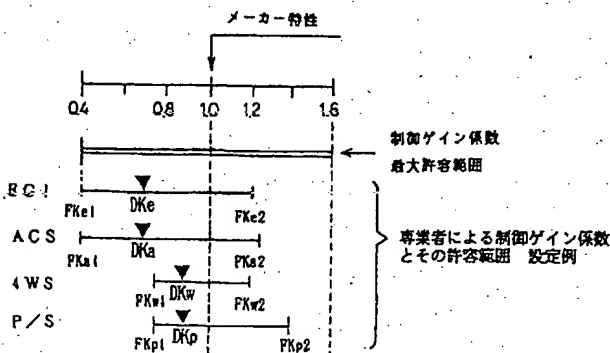 メーカー特性
0.4 0.8 1.0 1.2 1.6
制御ゲイン係数
最大許容範囲
EGI
FKe1 DKe FKe2
ACS
FKa1 DKa FKa2
4WS
FKw1 DKw FKw2
P/S
FKp1 DKp FKp2
専業者による制御ゲイン係数
とその許容範囲 設定例